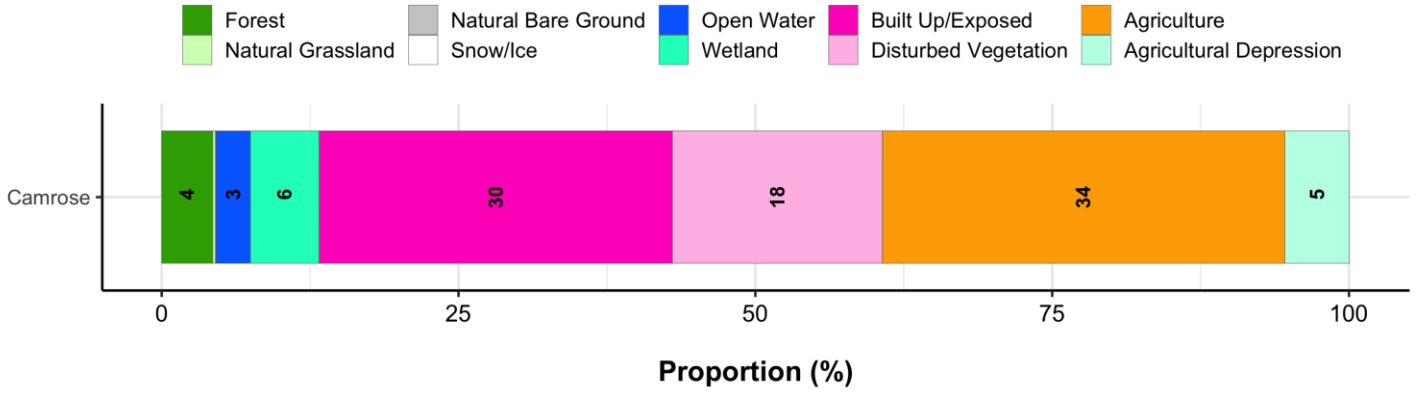 Forest Natural Bare Ground Open Water Built Up/Exposed Agriculture
Natural Grassland Snow/Ice Wetland Disturbed Vegetation Agricultural Depression
Camrose 4 3 6 30 18 34 5
0 25 50 75 100
Proportion (%)